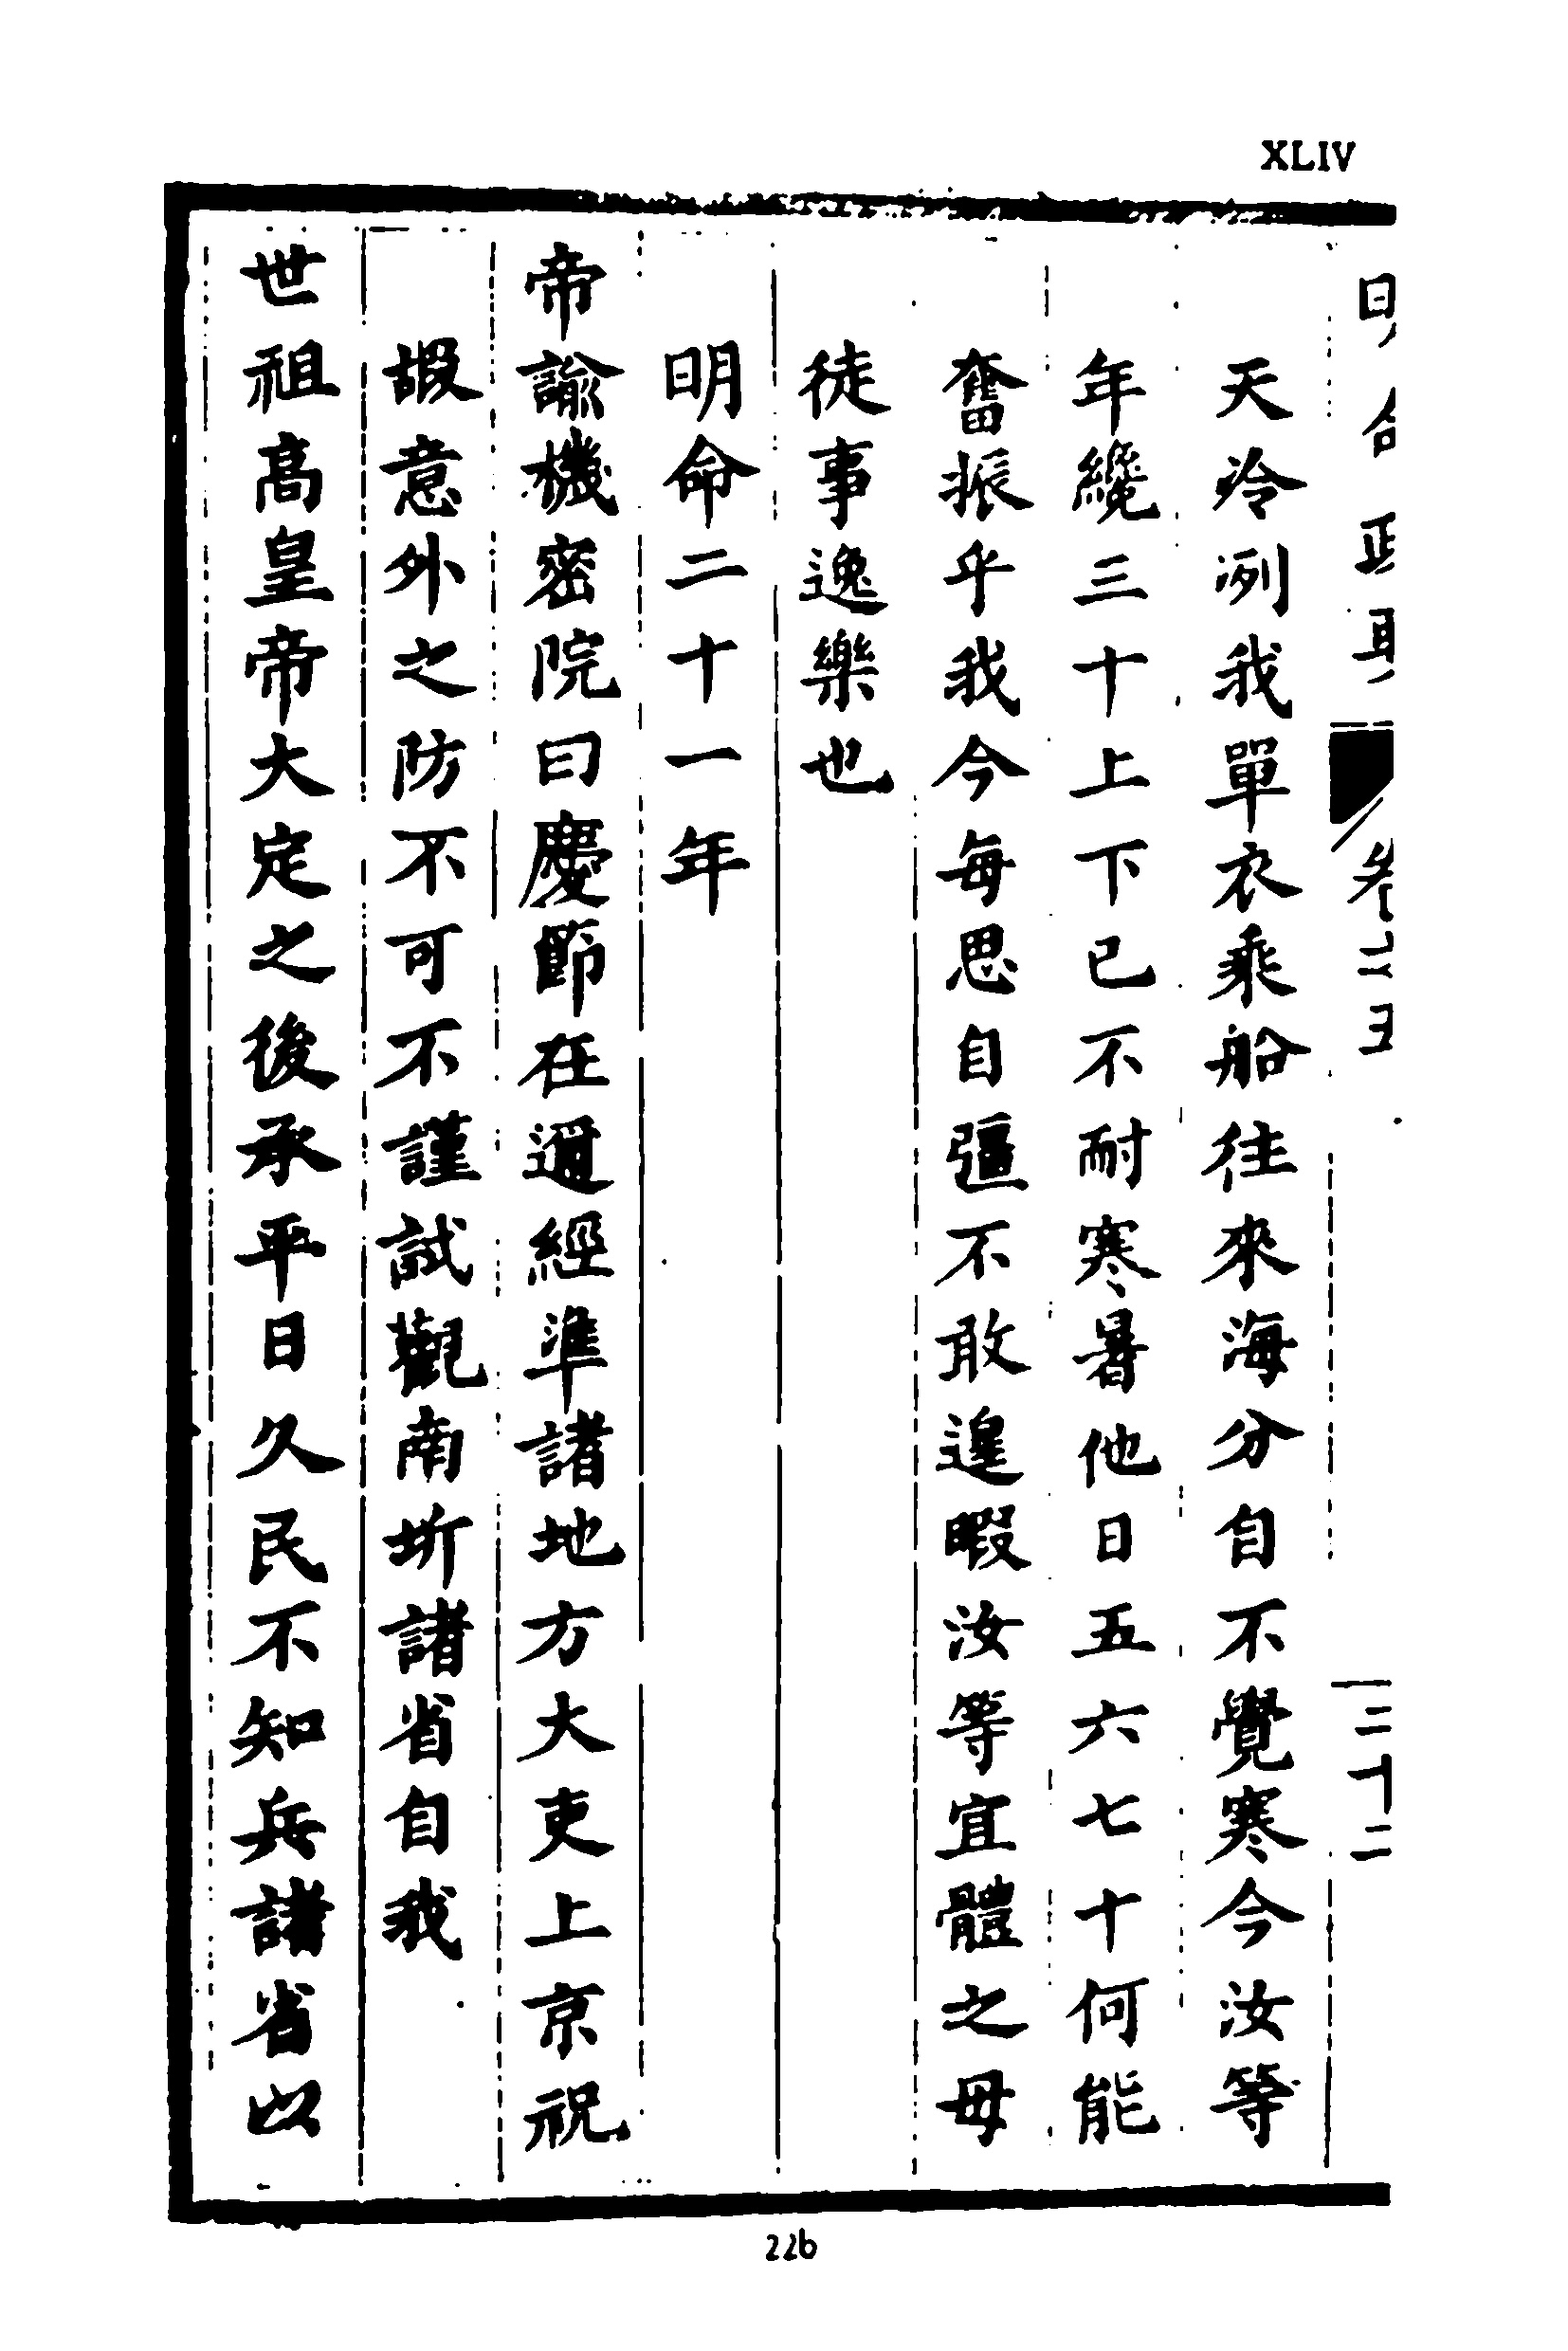 XLIV
明命政要
卷之五
二十二
天冷冽我單衣乘船往來海分自不覺寒今汝等
年纔三十上下已不耐寒暑他日五六七十何能
奮振乎我今每思自彊不敢遑暇汝等宜體之毋
徒事逸樂也
明命二十一年
帝諭機密院曰慶節在邇經準諸地方大吏上京祝
嘏意外之防不可不謹試觀南圻諸省自我
世祖高皇帝大定之後承平日久民不知兵諸省以
22b